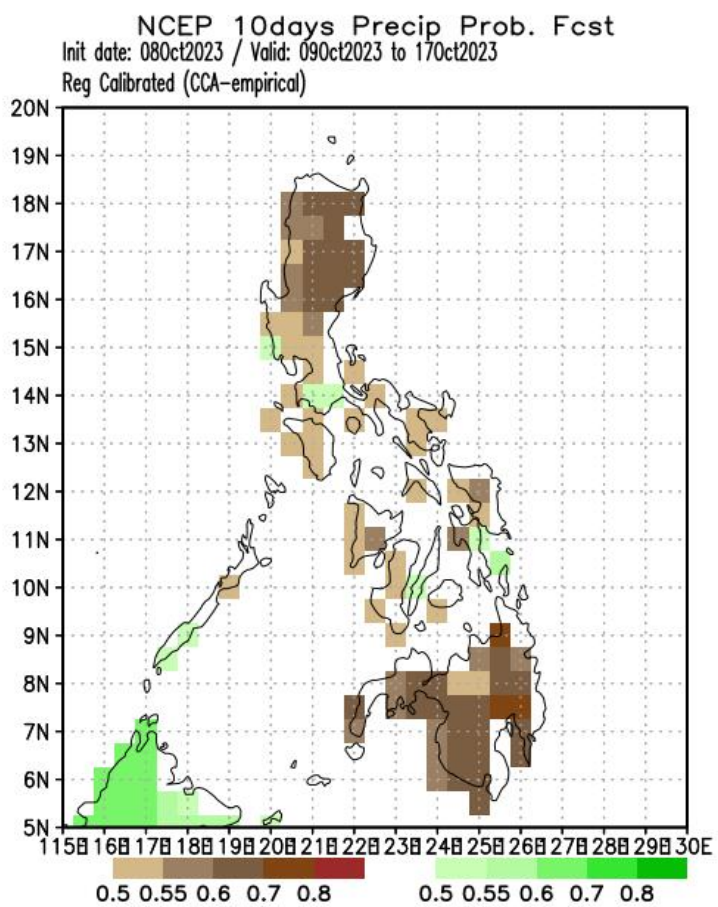 NCEP 10days Precip Prob. Fcst
Init date: 08Oct2023 / Valid: 09Oct2023 to 17Oct2023
Reg Calibrated (CCA-empirical)
20N
19N
18N
17N
16N
15N
14N
13N
12N
11N
10N
9N
8N
7N
6N
5N
115E 116E 117E 118E 119E 120E 121E 122E 123E 124E 125E 126E 127E 128E 129E 130E
0.5 0.55 0.6 0.7 0.8 0.5 0.55 0.6 0.7 0.8